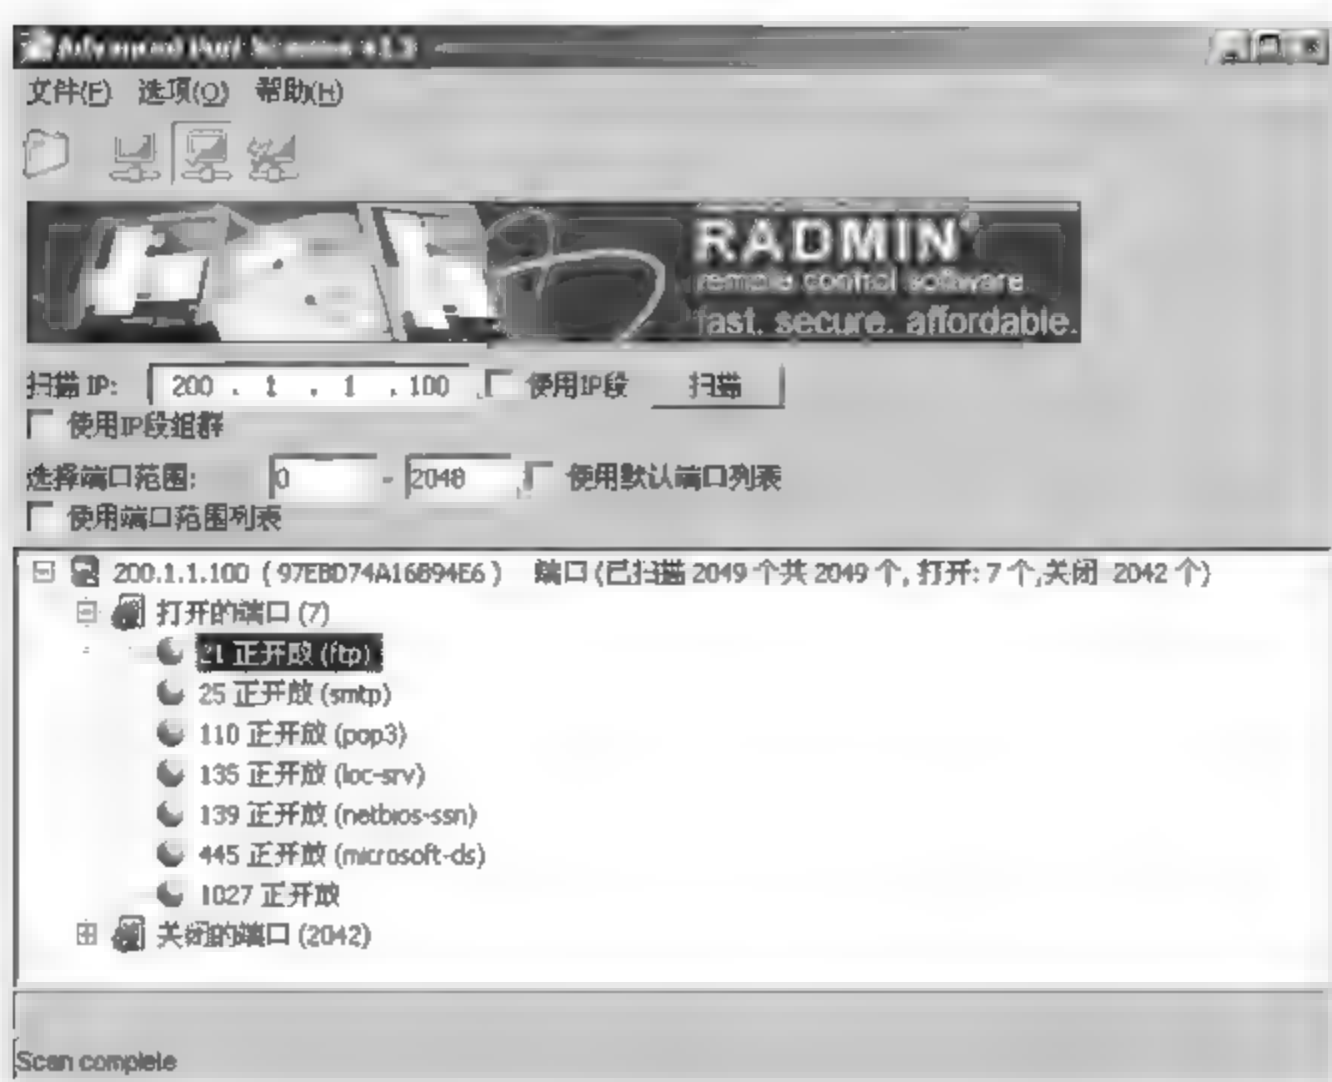 Advanced Port Scanner v1.3
文件(F) 选项(O) 帮助(H)
RADMIN®
remote control software
fast. secure. affordable.
扫描 IP: 200 . 1 . 1 . 100 使用IP段 扫描
使用IP段组群
选择端口范围: 0 - 2048 使用默认端口列表
使用端口范围列表
200.1.1.100 ( 97EBD74A16B94E6 ) 端口 (已扫描 2049 个共 2049 个, 打开: 7 个,关闭 2042 个)
打开的端口 (7)
21 正开放 (ftp)
25 正开放 (smtp)
110 正开放 (pop3)
135 正开放 (loc-srv)
139 正开放 (netbios-ssn)
445 正开放 (microsoft-ds)
1027 正开放
关闭的端口 (2042)
Scan complete